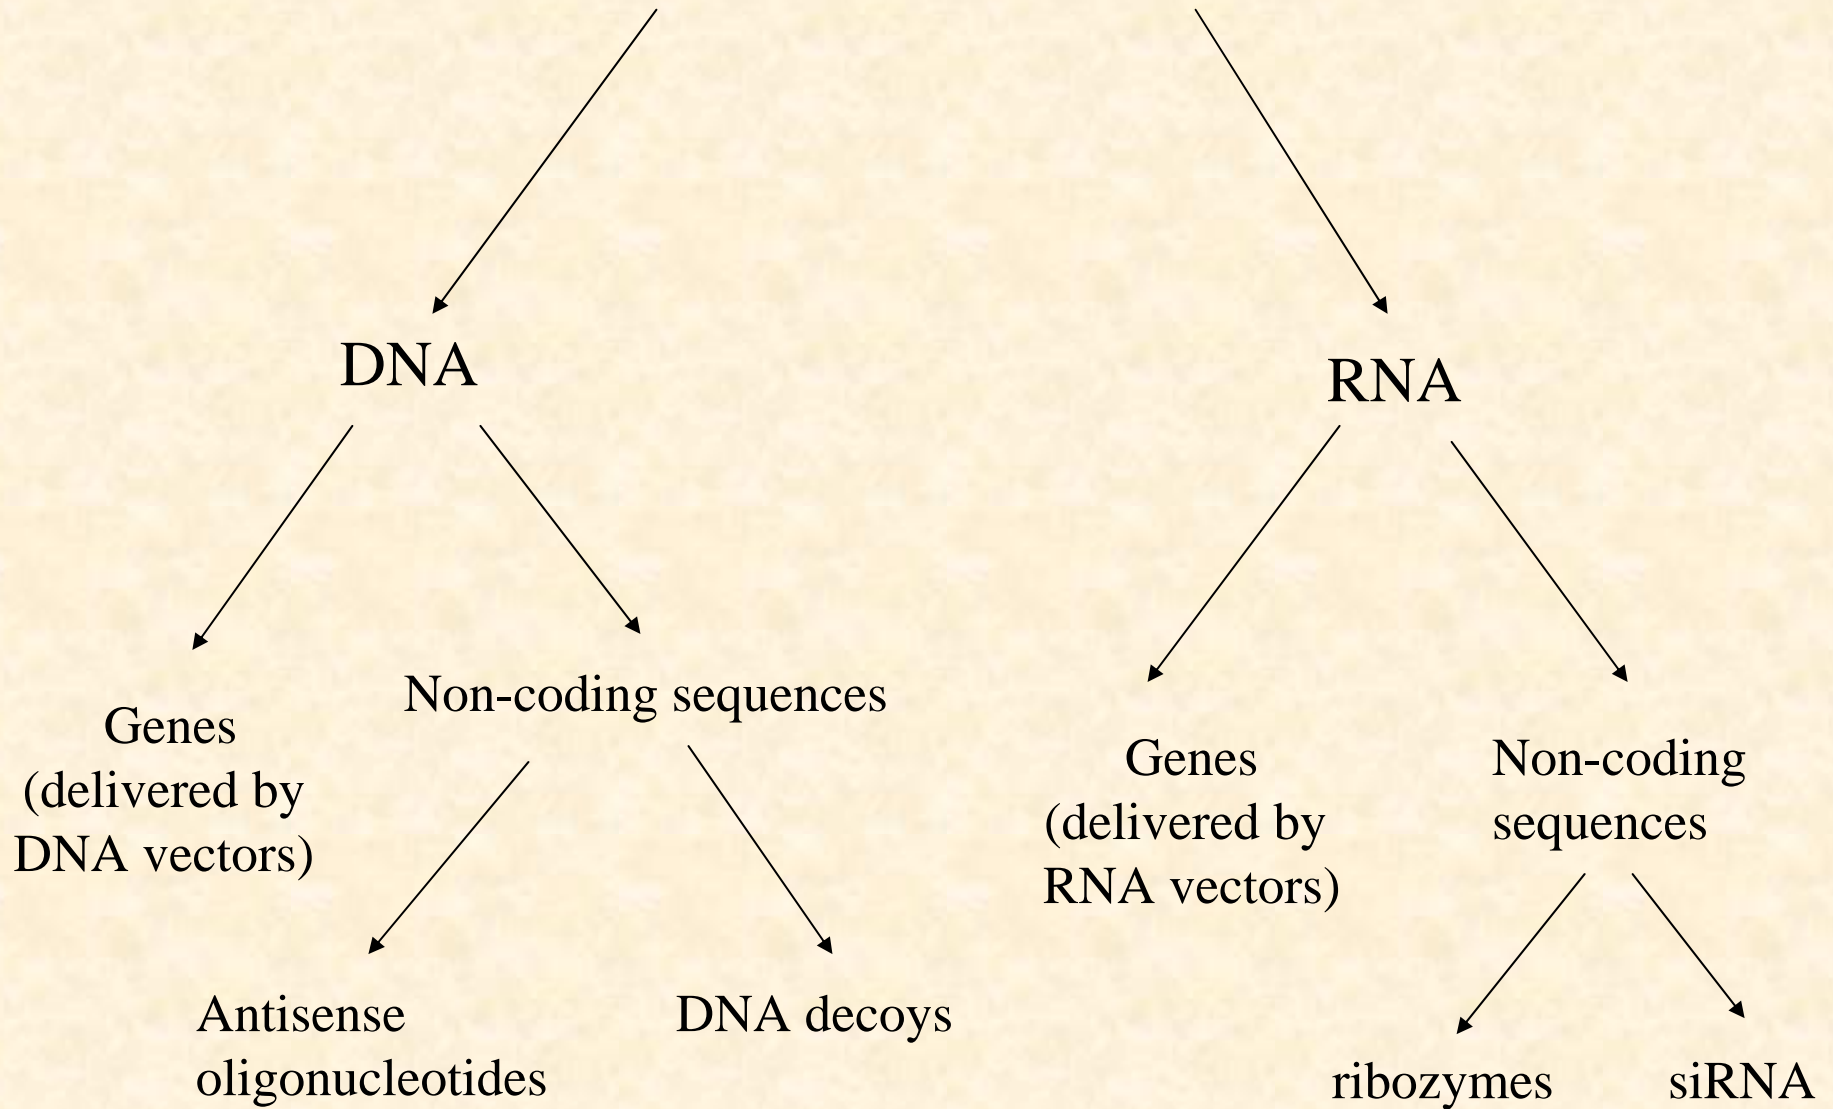 DNA
RNA
Genes
(delivered by
DNA vectors)
Non-coding sequences
Genes
(delivered by
RNA vectors)
Non-coding
sequences
Antisense
oligonucleotides
DNA decoys
ribozymes
siRNA